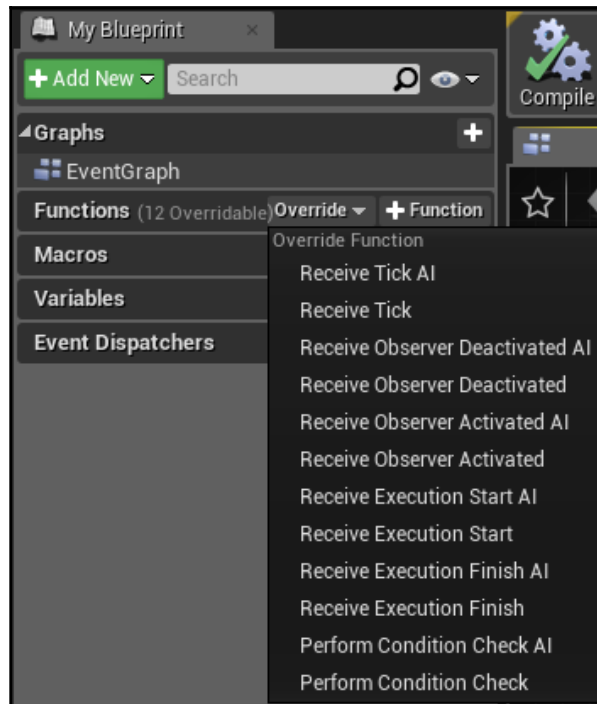 My Blueprint
Add New Search
Compile
Graphs
EventGraph
Functions (12 Overridable) Override Function
Macros
Variables
Event Dispatchers
Override Function
Receive Tick AI
Receive Tick
Receive Observer Deactivated AI
Receive Observer Deactivated
Receive Observer Activated AI
Receive Observer Activated
Receive Execution Start AI
Receive Execution Start
Receive Execution Finish AI
Receive Execution Finish
Perform Condition Check AI
Perform Condition Check